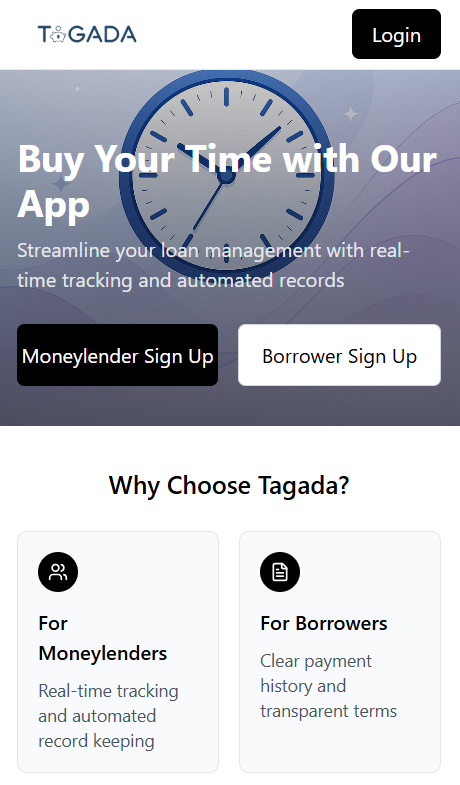 TAGADA
Login
Buy Your Time with Our
App
Streamline your loan management with real-
time tracking and automated records
Moneylender Sign Up
Borrower Sign Up
Why Choose Tagada?
For
Moneylenders
Real-time tracking
and automated
record keeping
For Borrowers
Clear payment
history and
transparent terms